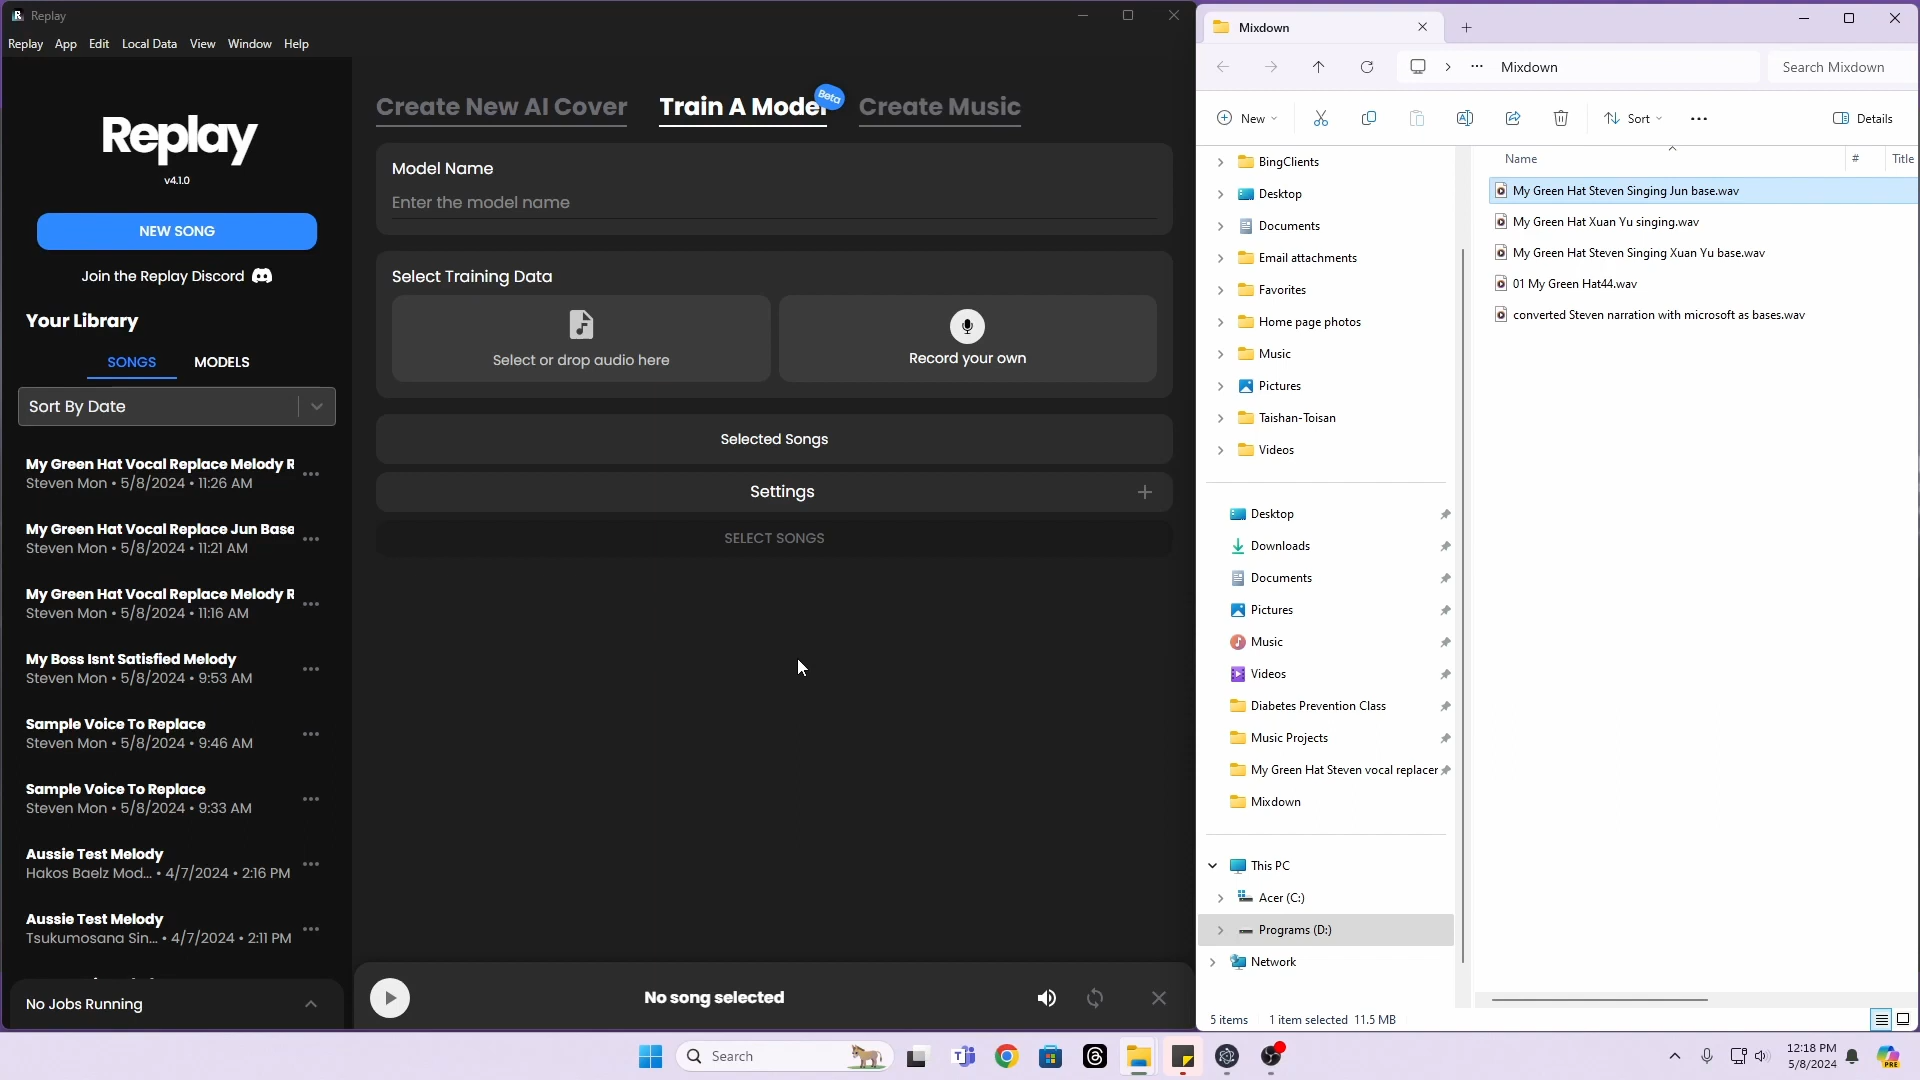 Replay
Replay App Edit Local Data View Window Help
Replay
v4.1.0
NEW SONG
Join the Replay Discord
Your Library
SONGS MODELS
Sort By Date
My Green Hat Vocal Replace Melody R
Steven Mon • 5/8/2024 • 11:26 AM
My Green Hat Vocal Replace Jun Base
Steven Mon • 5/8/2024 • 11:21 AM
My Green Hat Vocal Replace Melody R
Steven Mon • 5/8/2024 • 11:16 AM
My Boss Isnt Satisfied Melody
Steven Mon • 5/8/2024 • 9:53 AM
Sample Voice To Replace
Steven Mon • 5/8/2024 • 9:46 AM
Sample Voice To Replace
Steven Mon • 5/8/2024 • 9:33 AM
Aussie Test Melody
Hakos Baelz Mod... • 4/7/2024 • 2:16 PM
Aussie Test Melody
Tsukumosana Sin... • 4/7/2024 • 2:11 PM
No Jobs Running
Create New AI Cover Train A Model Beta Create Music
Model Name
Enter the model name
Select Training Data
Select or drop audio here
Record your own
Selected Songs
Settings
SELECT SONGS
No song selected
Mixdown
Mixdown Search Mixdown
New Sort Details
BingClients
Desktop
Documents
Email attachments
Favorites
Home page photos
Music
Pictures
Taishan-Toisan
Videos
Desktop
Downloads
Documents
Pictures
Music
Videos
Diabetes Prevention Class
Music Projects
My Green Hat Steven vocal replacer
Mixdown
This PC
Acer (C:)
Programs (D:)
Network
Name # Title
My Green Hat Steven Singing Jun base.wav
My Green Hat Xuan Yu singing.wav
My Green Hat Steven Singing Xuan Yu base.wav
01 My Green Hat44.wav
converted Steven narration with microsoft as bases.wav
5 items 1 item selected 11.5 MB
Search
12:18 PM
5/8/2024
PRE